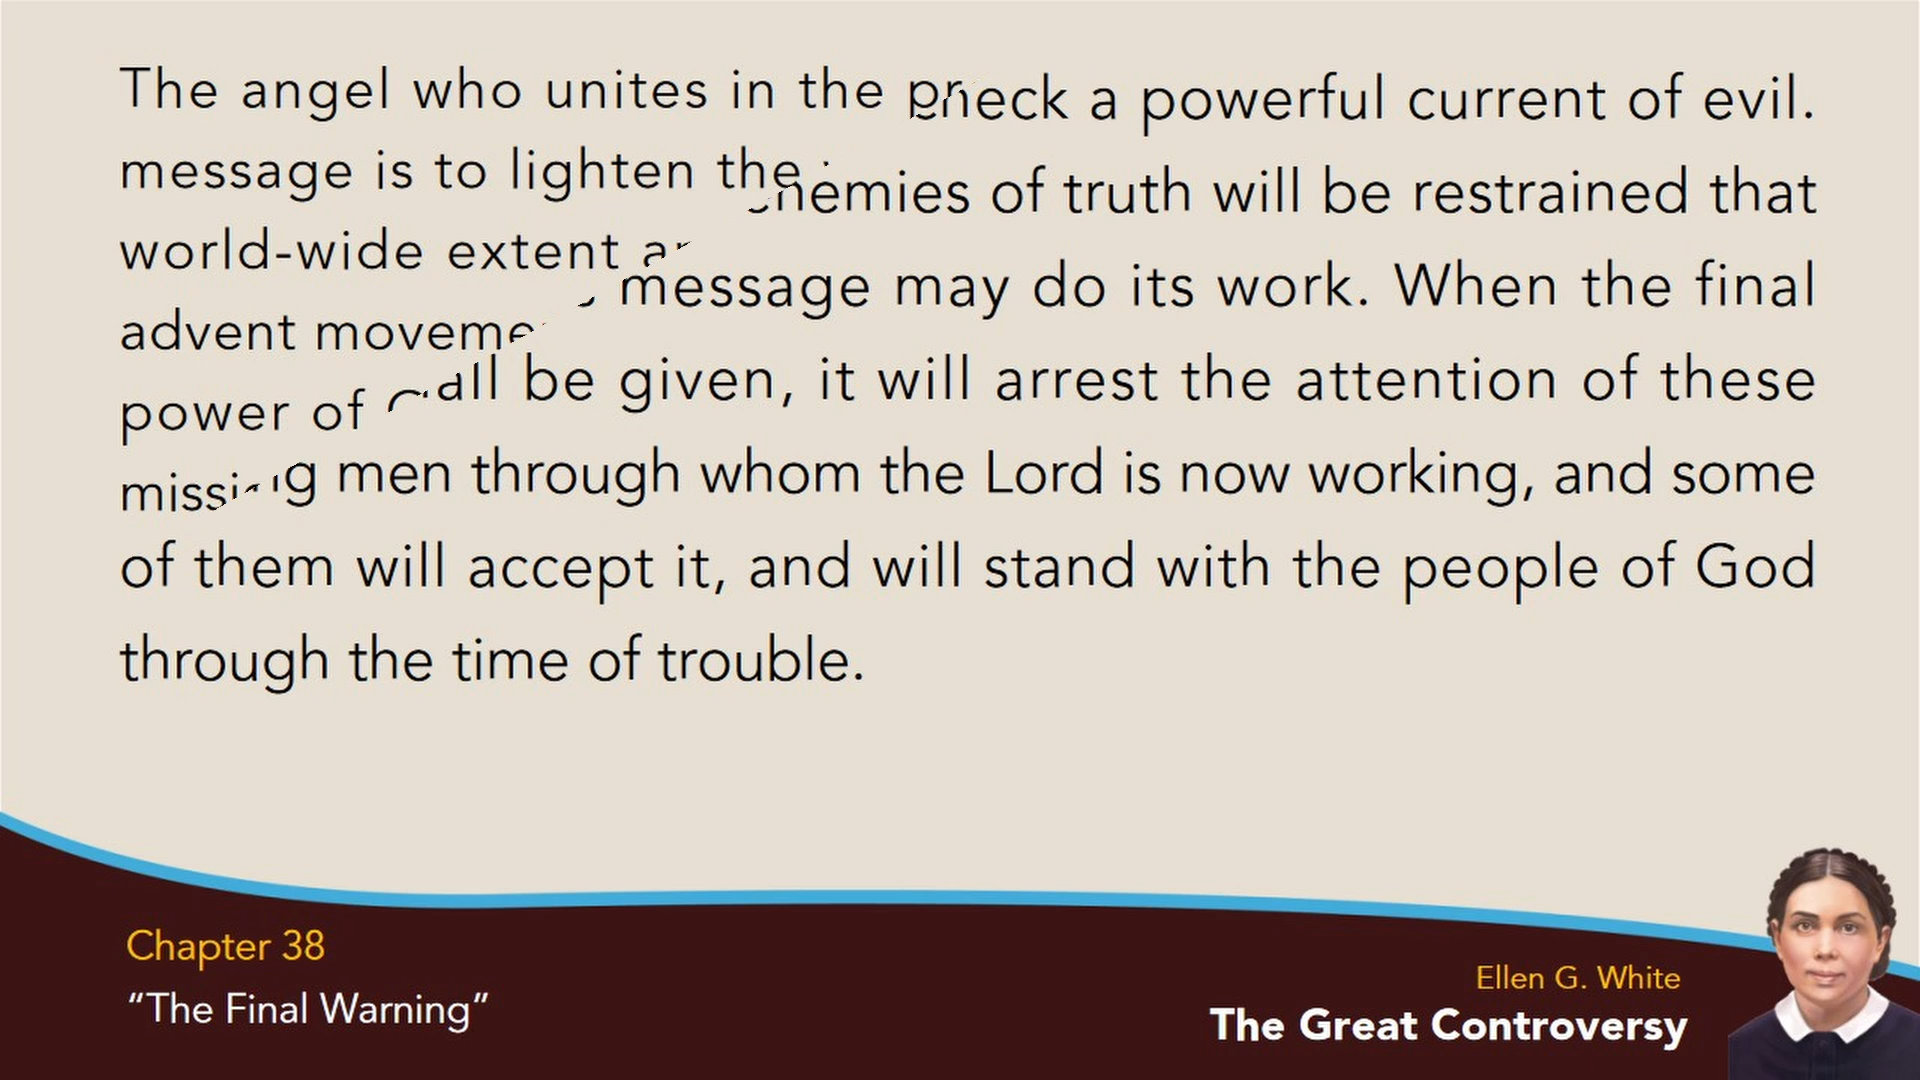 The angel who unites in the
eck a powerful current of evil.
message is to lighten the
nemies of truth will be restrained that
world-wide extent
message may do its work. When the final
advent
all be given, it will arrest the attention of these
power of
men through whom the Lord is now working, and some
of them will accept it, and will stand with the people of God
through the time of trouble.
Chapter 38
“The Final Warning”
Ellen G. White
The Great Controversy